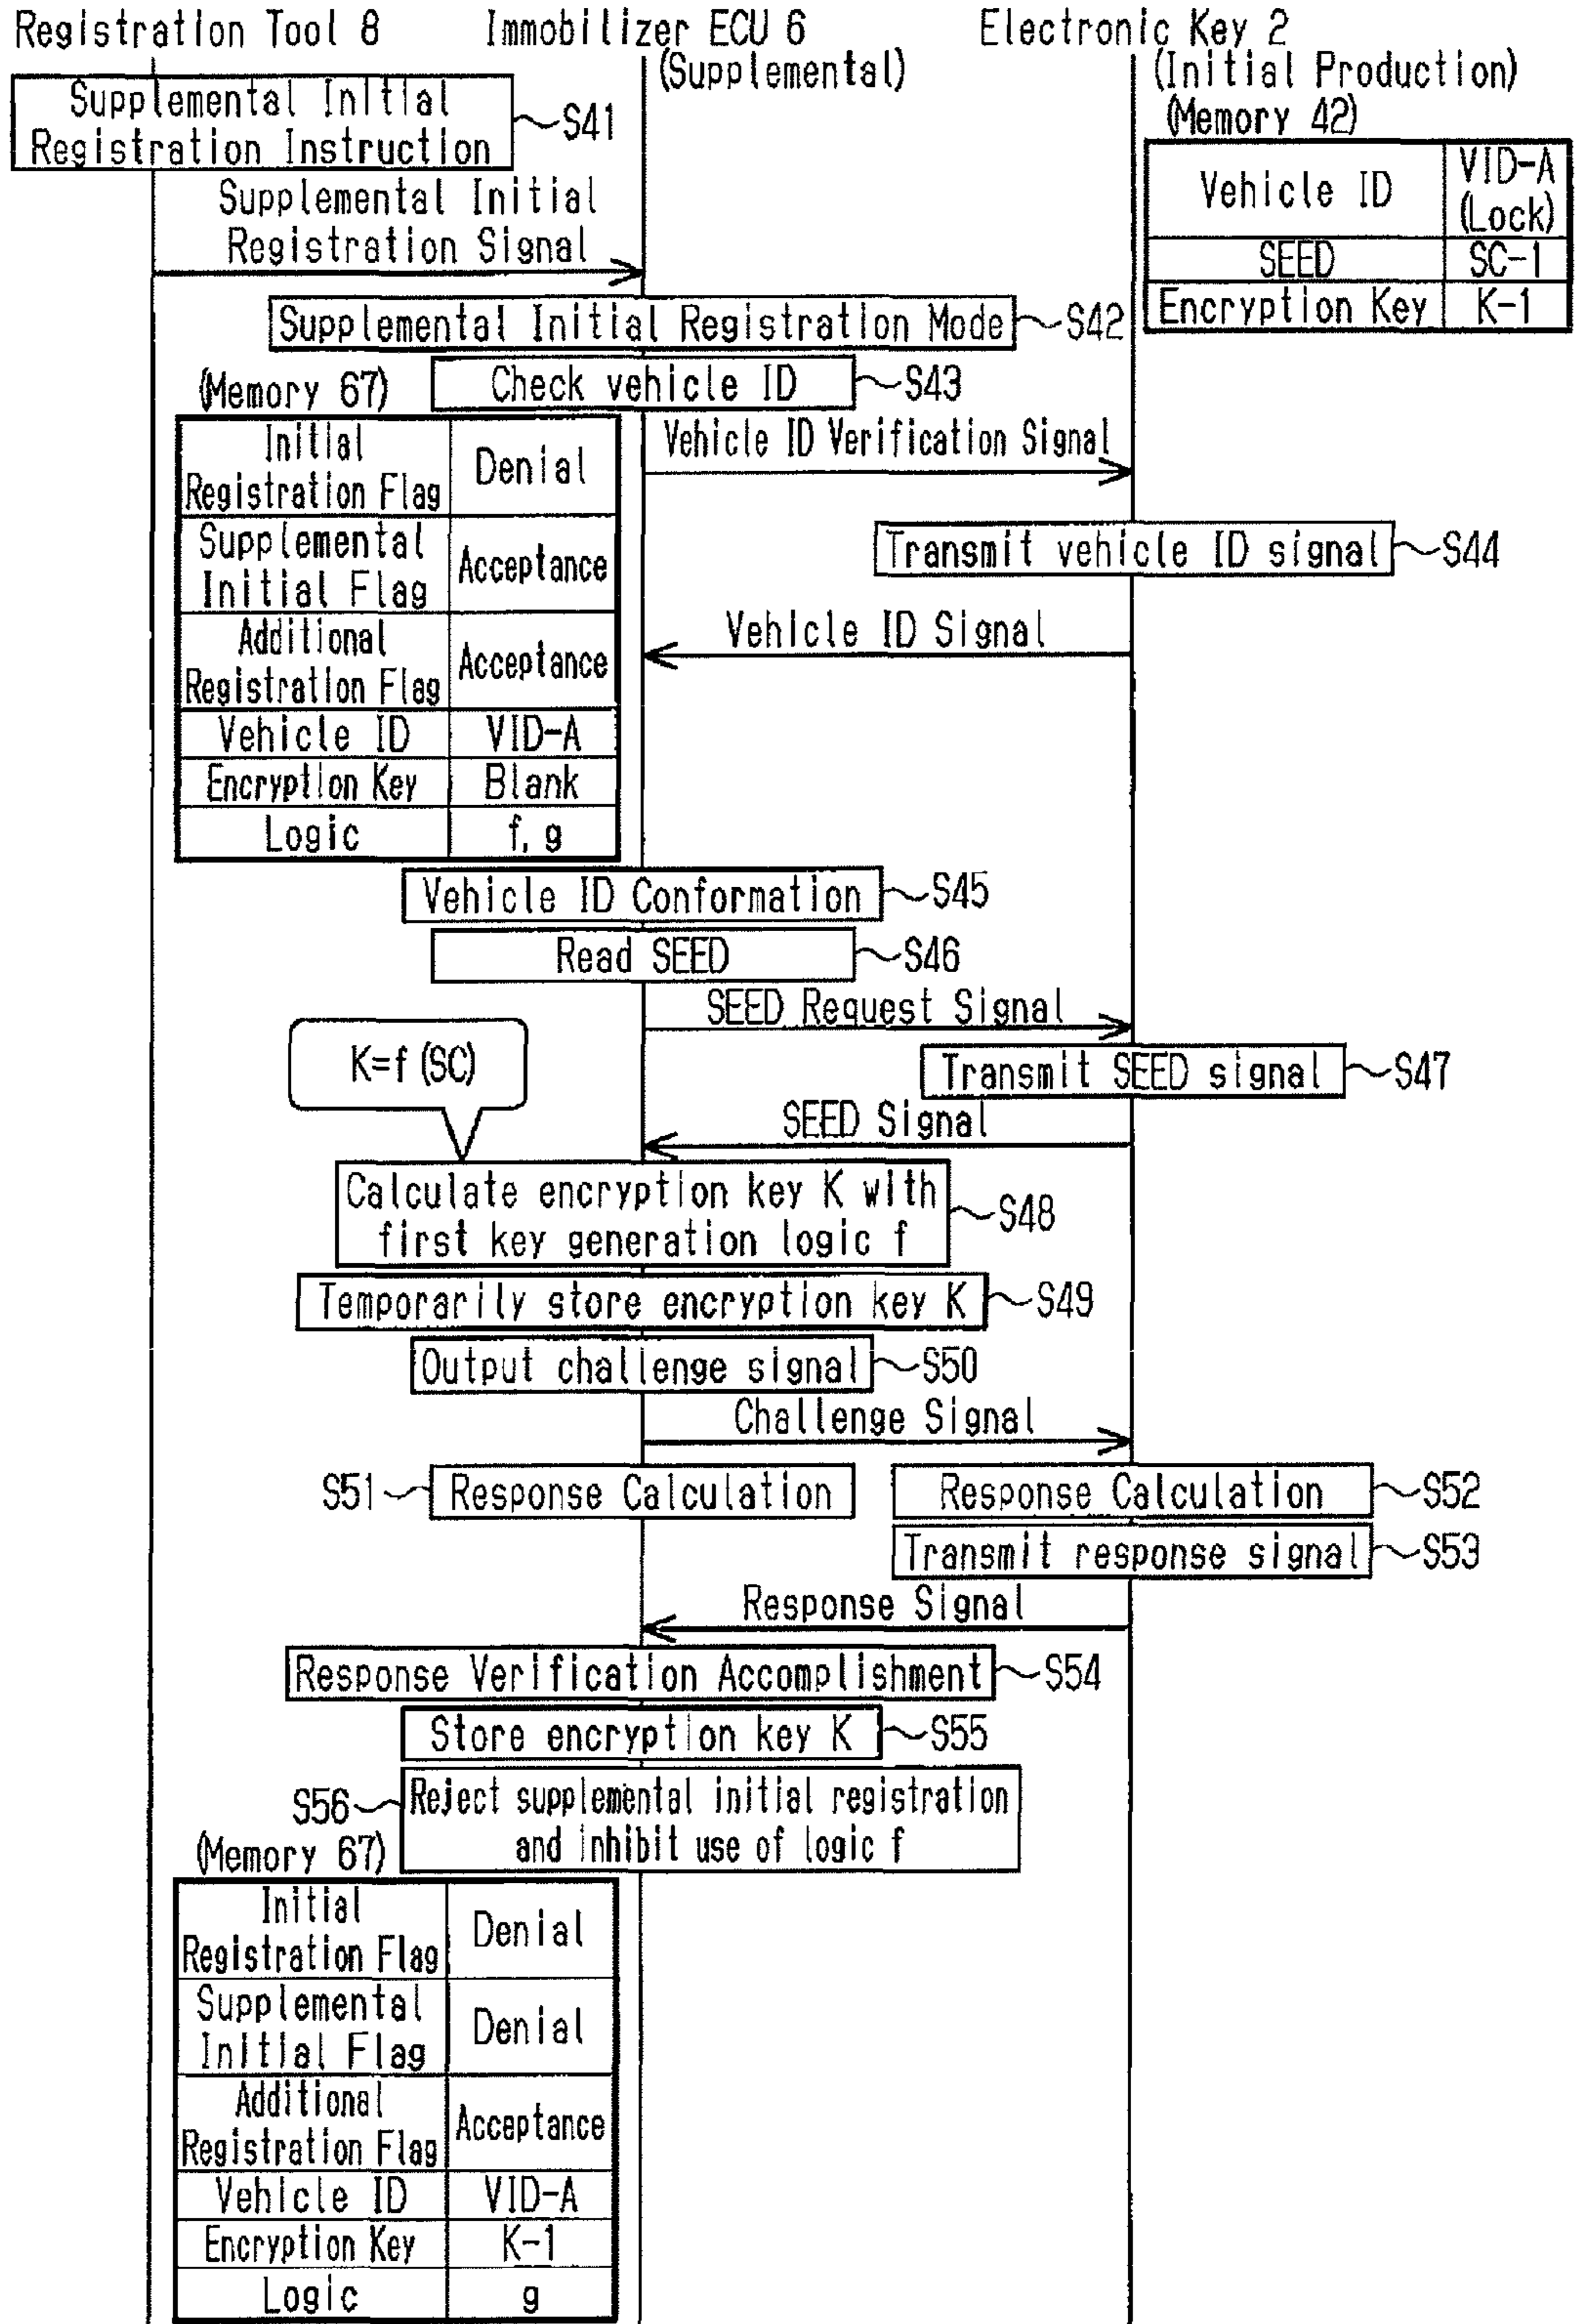 Registration Tool 8
Immobilizer ECU 6
(Supplemental)
Electronic Key 2
(Initial Production)
(Memory 42)
Supplemental Initial
Registration Instruction
S41
Vehicle ID
VID-A
(Lock)
SEED
SC-1
Encryption Key
K-1
Supplemental Initial
Registration Signal
Supplemental Initial Registration Mode
S42
Check vehicle ID
S43
(Memory 67)
Initial
Registration Flag
Denial
Supplemental
Initial Flag
Acceptance
Additional
Registration Flag
Acceptance
Vehicle ID
VID-A
Encryption Key
Blank
Logic
f, g
Vehicle ID Verification Signal
Transmit vehicle ID signal
S44
Vehicle ID Signal
Vehicle ID Conformation
S45
Read SEED
S46
SEED Request Signal
K=f (SC)
Transmit SEED signal
S47
SEED Signal
Calculate encryption key K with
first key generation logic f
S48
Temporarily store encryption key K
S49
Output challenge signal
S50
Challenge Signal
S51
Response Calculation
Response Calculation
S52
Transmit response signal
S53
Response Signal
Response Verification Accomplishment
S54
Store encryption key K
S55
S56
Reject supplemental initial registration
and inhibit use of logic f
(Memory 67)
Initial
Registration Flag
Denial
Supplemental
Initial Flag
Denial
Additional
Registration Flag
Acceptance
Vehicle ID
VID-A
Encryption Key
K-1
Logic
g